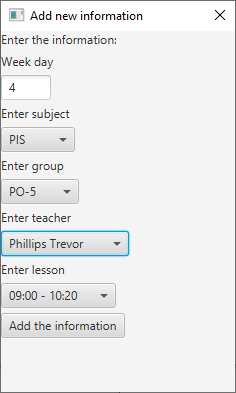 Add new information
Enter the information:
Week day
4
Enter subject
PIS
Enter group
PO-5
Enter teacher
Phillips Trevor
Enter lesson
09:00 - 10:20
Add the information